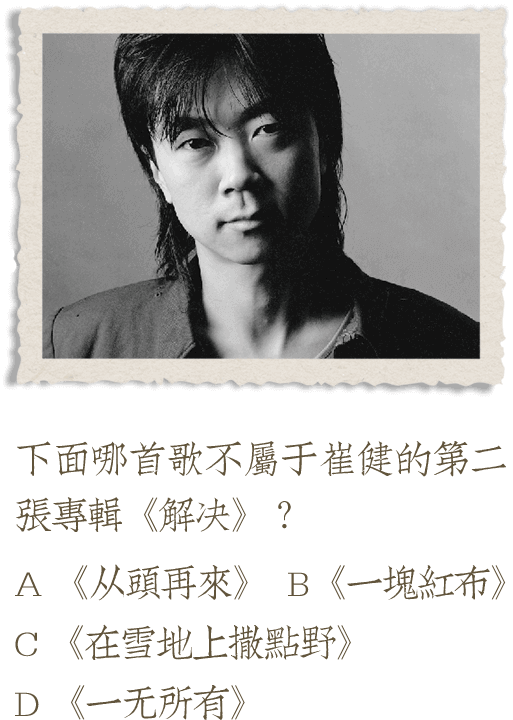 下面哪首歌不屬于崔健的第二
張專輯《解决》？
A 《从頭再來》 B《一塊紅布》
C 《在雪地上撒點野》
D 《一无所有》